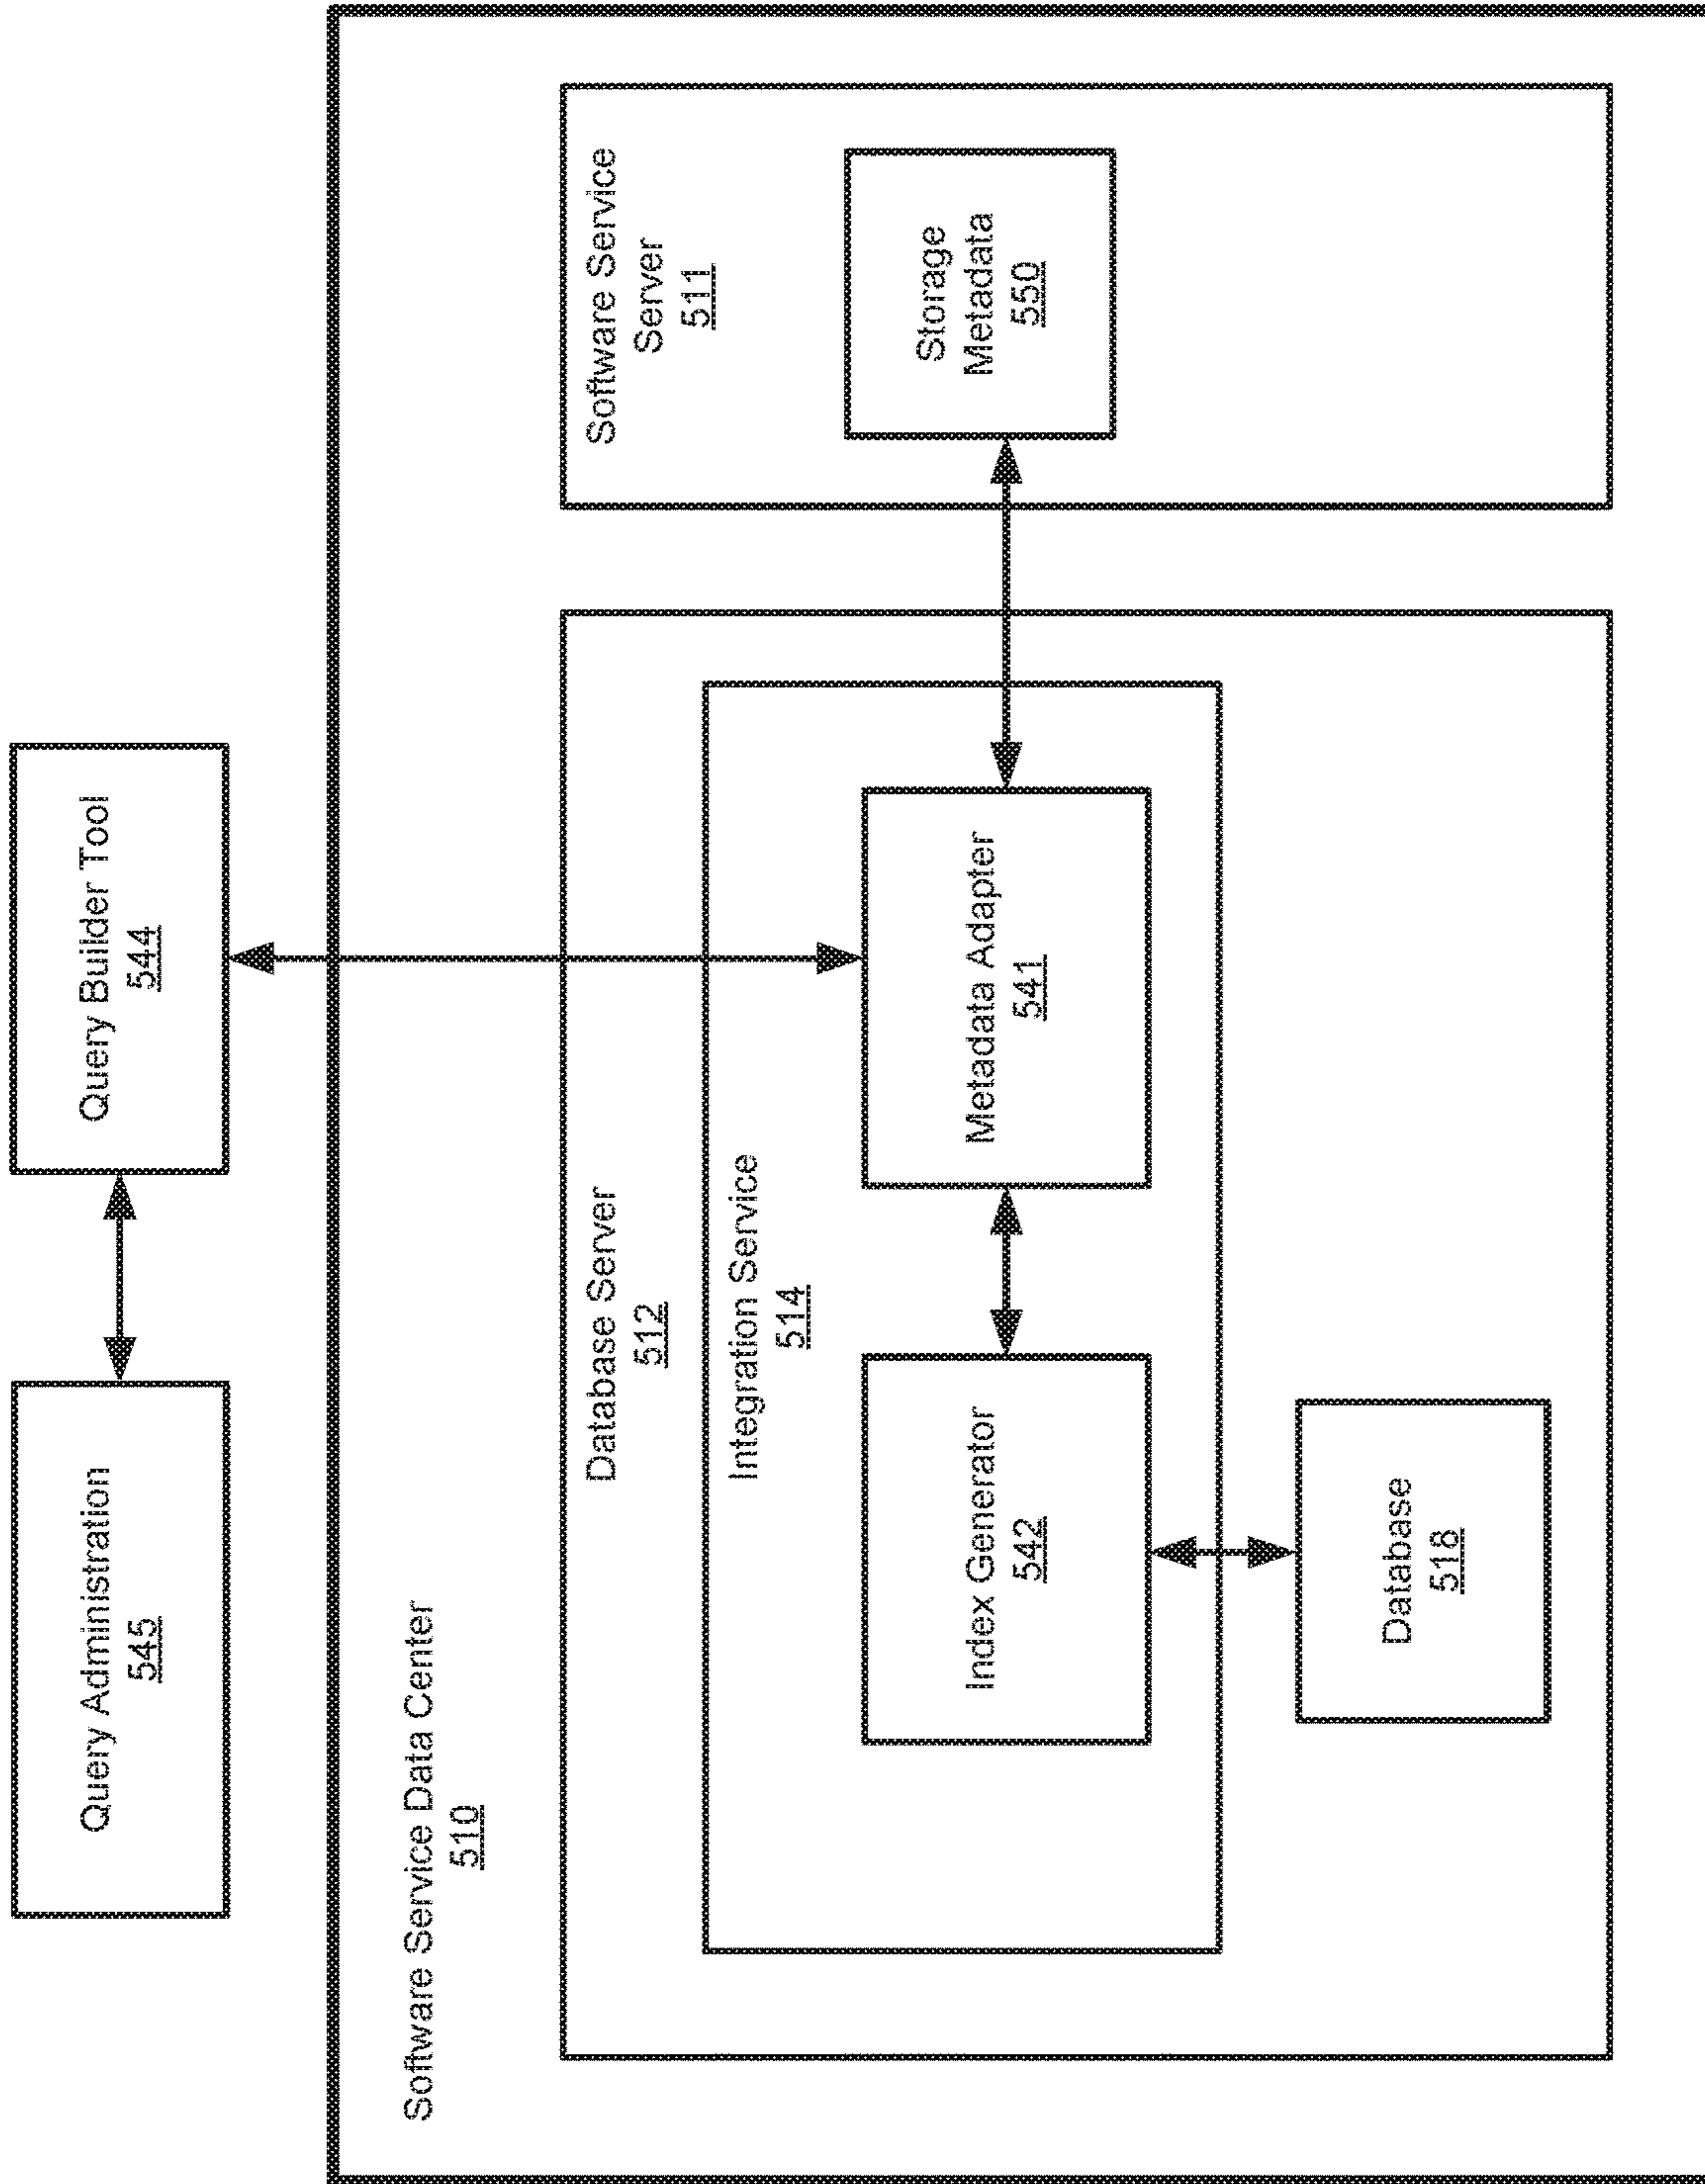 Query Administration
545
Query Builder Tool
544
Software Service Data Center
510
Database Server
512
Integration Service
514
Index Generator
542
Metadata Adapter
541
Database
518
Software Service
Server
511
Storage
Metadata
550